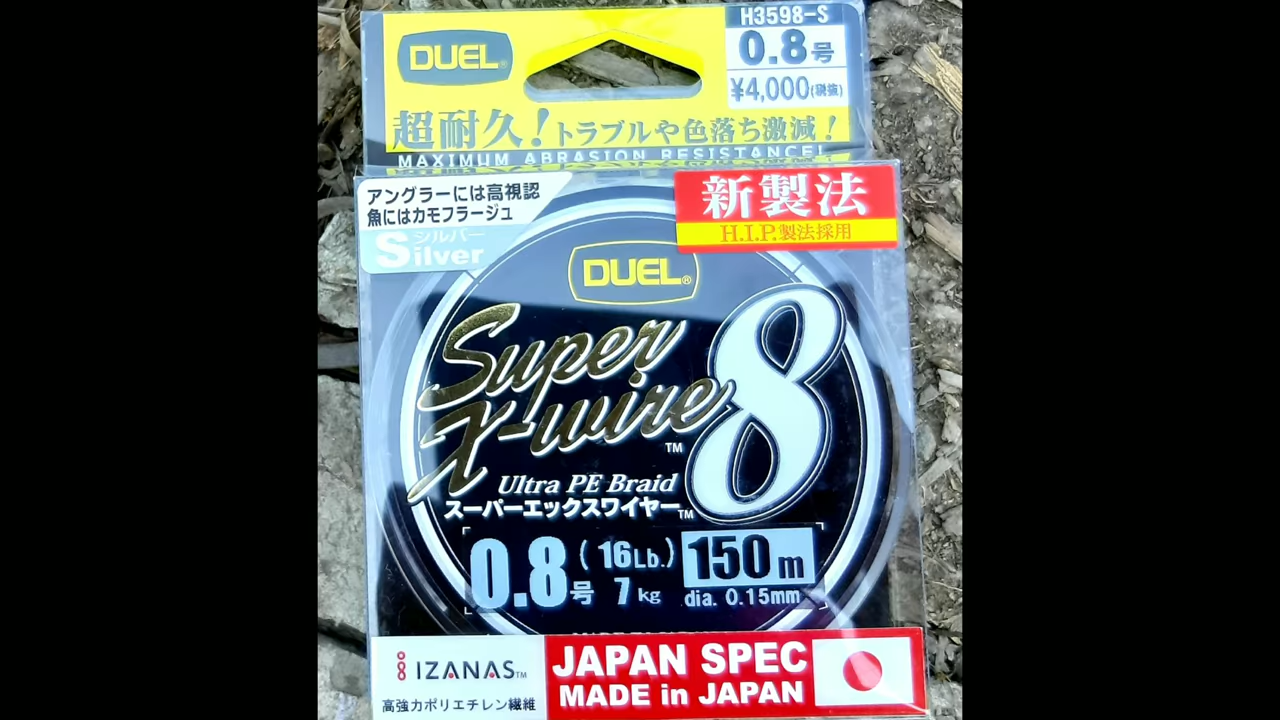 DUEL®
H3598-S
0.8号
¥4,000(税抜)
超耐久!トラブルや色落ち激減!
MAXIMUM ABRASION RESISTANCE!
アングラーには高視認
魚にはカモフラージュ
シルバー
Silver
新製法
H.I.P.製法採用
DUEL®
Super
X-wire™ 8
Ultra PE Braid
スーパーエックスワイヤー™
0.8号 (16Lb.) 7kg 150m
dia. 0.15mm
IZANAS™
高強力ポリエチレン繊維
JAPAN SPEC
MADE in JAPAN